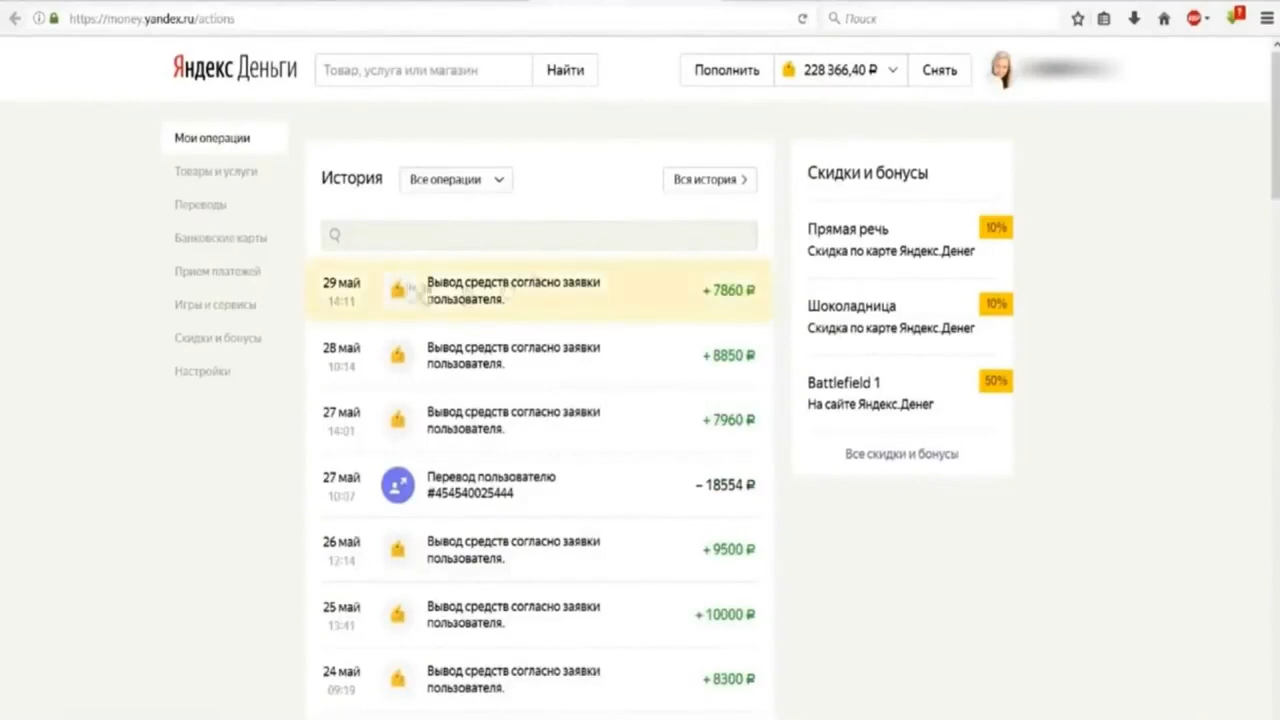 https://money.yandex.ru/actions
Поиск
Яндекс Деньги
Товар, услуга или магазин
Найти
Пополнить
228 366,40 ₽
Снять
Мои операции
Товары и услуги
Переводы
Банковские карты
Прием платежей
Игры и сервисы
Скидки и бонусы
Настройки
История
Все операции
Вся история
29 май
14:11
Вывод средств согласно заявки
пользователя.
+ 7860 ₽
28 май
10:14
Вывод средств согласно заявки
пользователя.
+ 8850 ₽
27 май
14:01
Вывод средств согласно заявки
пользователя.
+ 7960 ₽
27 май
10:07
Перевод пользователю
#454540025444
− 18554 ₽
26 май
12:14
Вывод средств согласно заявки
пользователя.
+ 9500 ₽
25 май
13:41
Вывод средств согласно заявки
пользователя.
+ 10000 ₽
24 май
09:19
Вывод средств согласно заявки
пользователя.
+ 8300 ₽
Скидки и бонусы
Прямая речь
10%
Скидка по карте Яндекс.Денег
Шоколадница
10%
Скидка по карте Яндекс.Денег
Battlefield 1
50%
На сайте Яндекс.Денег
Все скидки и бонусы